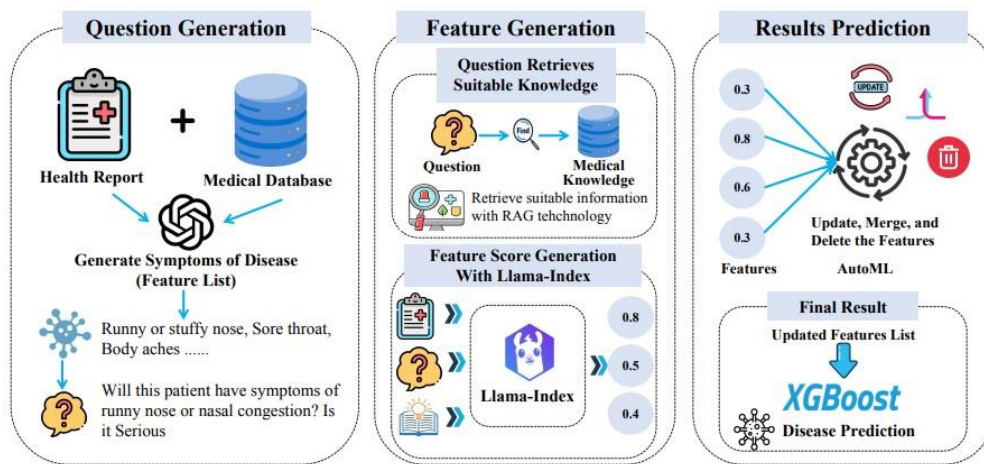 Question Generation
Health Report
+
Medical Database
Generate Symptoms of Disease
(Feature List)
Runny or stuffy nose, Sore throat,
Body aches ......
Will this patient have symptoms of
runny nose or nasal congestion? Is
it Serious
Feature Generation
Question Retrieves
Suitable Knowledge
Question
Find
Medical
Knowledge
Retrieve suitable information
with RAG tehchnology
Feature Score Generation
With Llama-Index
Llama-Index
0.8
0.5
0.4
Results Prediction
0.3
0.8
0.6
0.3
Features
UPDATE
Update, Merge, and
Delete the Features
AutoML
Final Result
Updated Features List
XGBoost
Disease Prediction